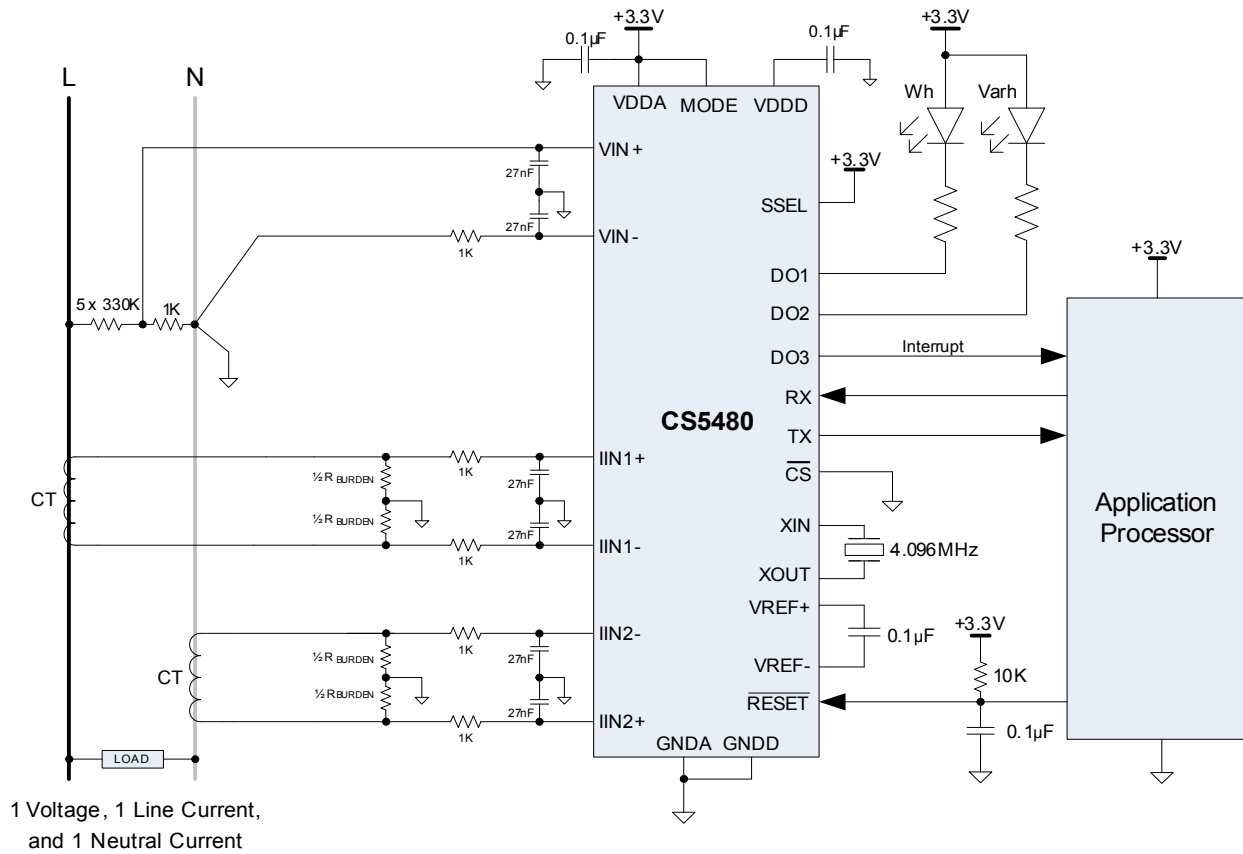 +3.3V
+3.3V
0.1µF
0.1µF
L
N
VDDA
MODE
VDDD
Wh
Varh
VIN+
27nF
+3.3V
SSEL
27nF
VIN-
1K
+3.3V
DO1
5 x 330K
1K
DO2
DO3
Interrupt
RX
CS5480
TX
IIN1+
1K
½ R BURDEN
27nF
CS
CT
½ R BURDEN
27nF
XIN
Application
Processor
IIN1-
1K
4.096MHz
XOUT
VREF+
IIN2-
1K
+3.3V
0.1µF
½ R BURDEN
27nF
VREF-
CT
10K
½ R BURDEN
27nF
RESET
IIN2+
1K
0.1µF
GNDA
GNDD
LOAD
1 Voltage, 1 Line Current,
and 1 Neutral Current